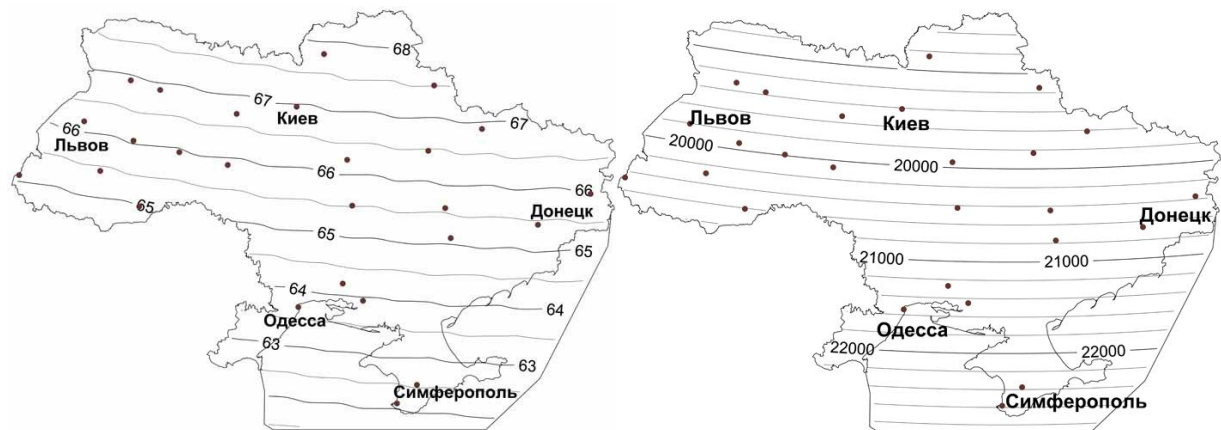 68
67
Киев
67
66
Львов
66
66
65
Донецк
65
65
64
64
Одесса
63
63
Симферополь
Львов
Киев
20000
20000
Донецк
21000
21000
Одесса
22000
22000
Симферополь